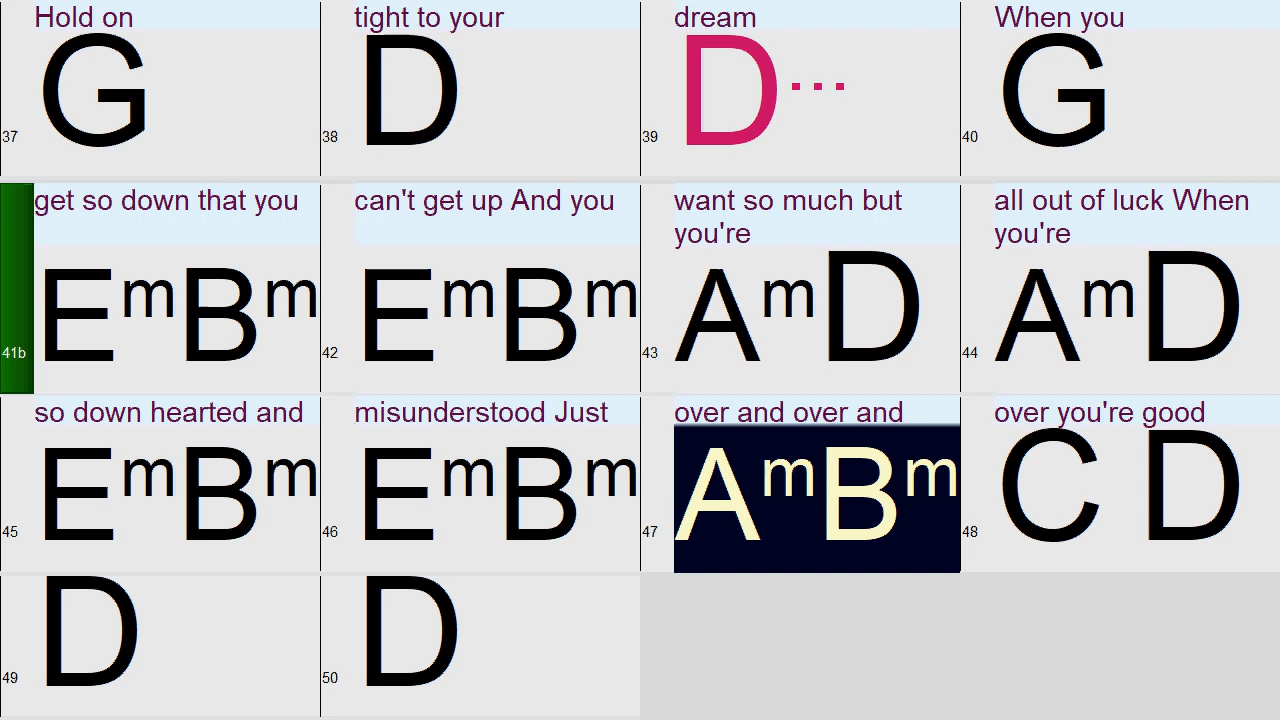 Hold on tight to your dream When you
G D D... G
37 38 39 40
get so down that you can't get up And you want so much but you're all out of luck When you're
EmBm EmBm AmD AmD
41b 42 43 44
so down hearted and misunderstood Just over and over and over you're good
EmBm EmBm AmBm C D
45 46 47 48
D D
49 50